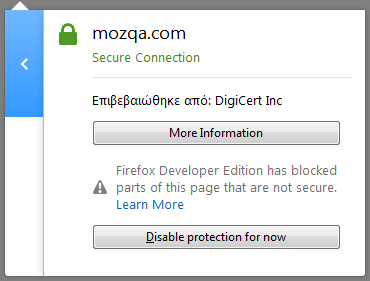 mozqa.com
Secure Connection
Επιβεβαιώθηκε από: DigiCert Inc
More Information
Firefox Developer Edition has blocked
parts of this page that are not secure.
Learn More
Disable protection for now